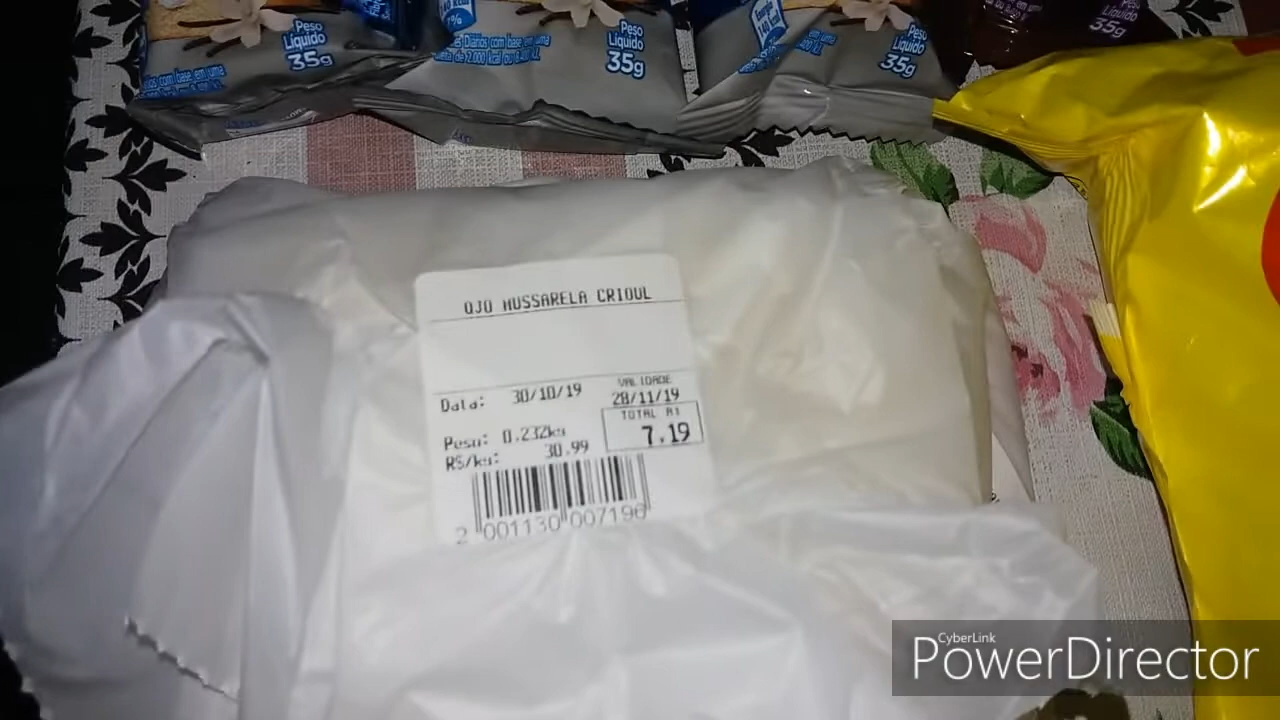 Peso
Líquido
35g
Peso
Líquido
35g
Peso
Líquido
35g
35g
QJO MUSSARELA CRIOUL
Data: 30/10/19
VALIDADE
28/11/19
Peso: 0.232kg
TOTAL R$
7.19
R$/kg: 30.99
2 001130 007196
CyberLink
PowerDirector